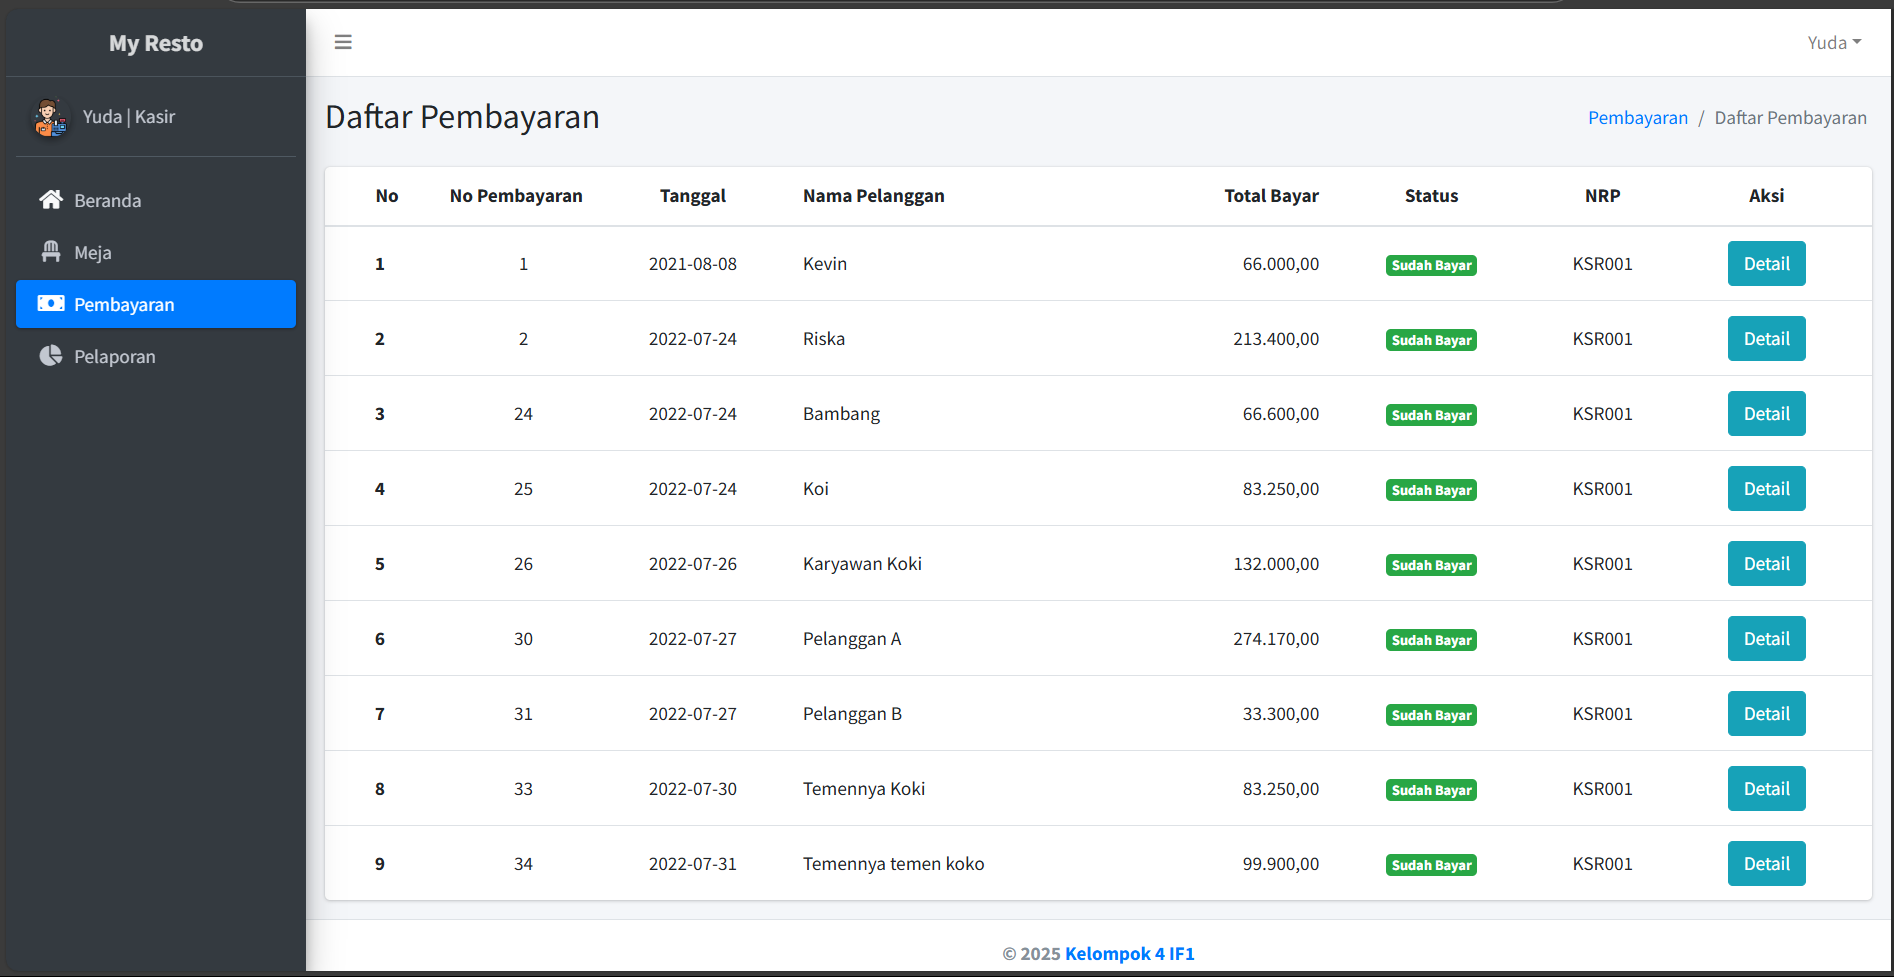 My Resto
Yuda
Yuda | Kasir
Beranda
Meja
Pembayaran
Pelaporan
Daftar Pembayaran
Pembayaran / Daftar Pembayaran
No No Pembayaran Tanggal Nama Pelanggan Total Bayar Status NRP Aksi
1 1 2021-08-08 Kevin 66.000,00 Sudah Bayar KSR001 Detail
2 2 2022-07-24 Riska 213.400,00 Sudah Bayar KSR001 Detail
3 24 2022-07-24 Bambang 66.600,00 Sudah Bayar KSR001 Detail
4 25 2022-07-24 Koi 83.250,00 Sudah Bayar KSR001 Detail
5 26 2022-07-26 Karyawan Koki 132.000,00 Sudah Bayar KSR001 Detail
6 30 2022-07-27 Pelanggan A 274.170,00 Sudah Bayar KSR001 Detail
7 31 2022-07-27 Pelanggan B 33.300,00 Sudah Bayar KSR001 Detail
8 33 2022-07-30 Temennya Koki 83.250,00 Sudah Bayar KSR001 Detail
9 34 2022-07-31 Temennya temen koko 99.900,00 Sudah Bayar KSR001 Detail
© 2025 Kelompok 4 IF1